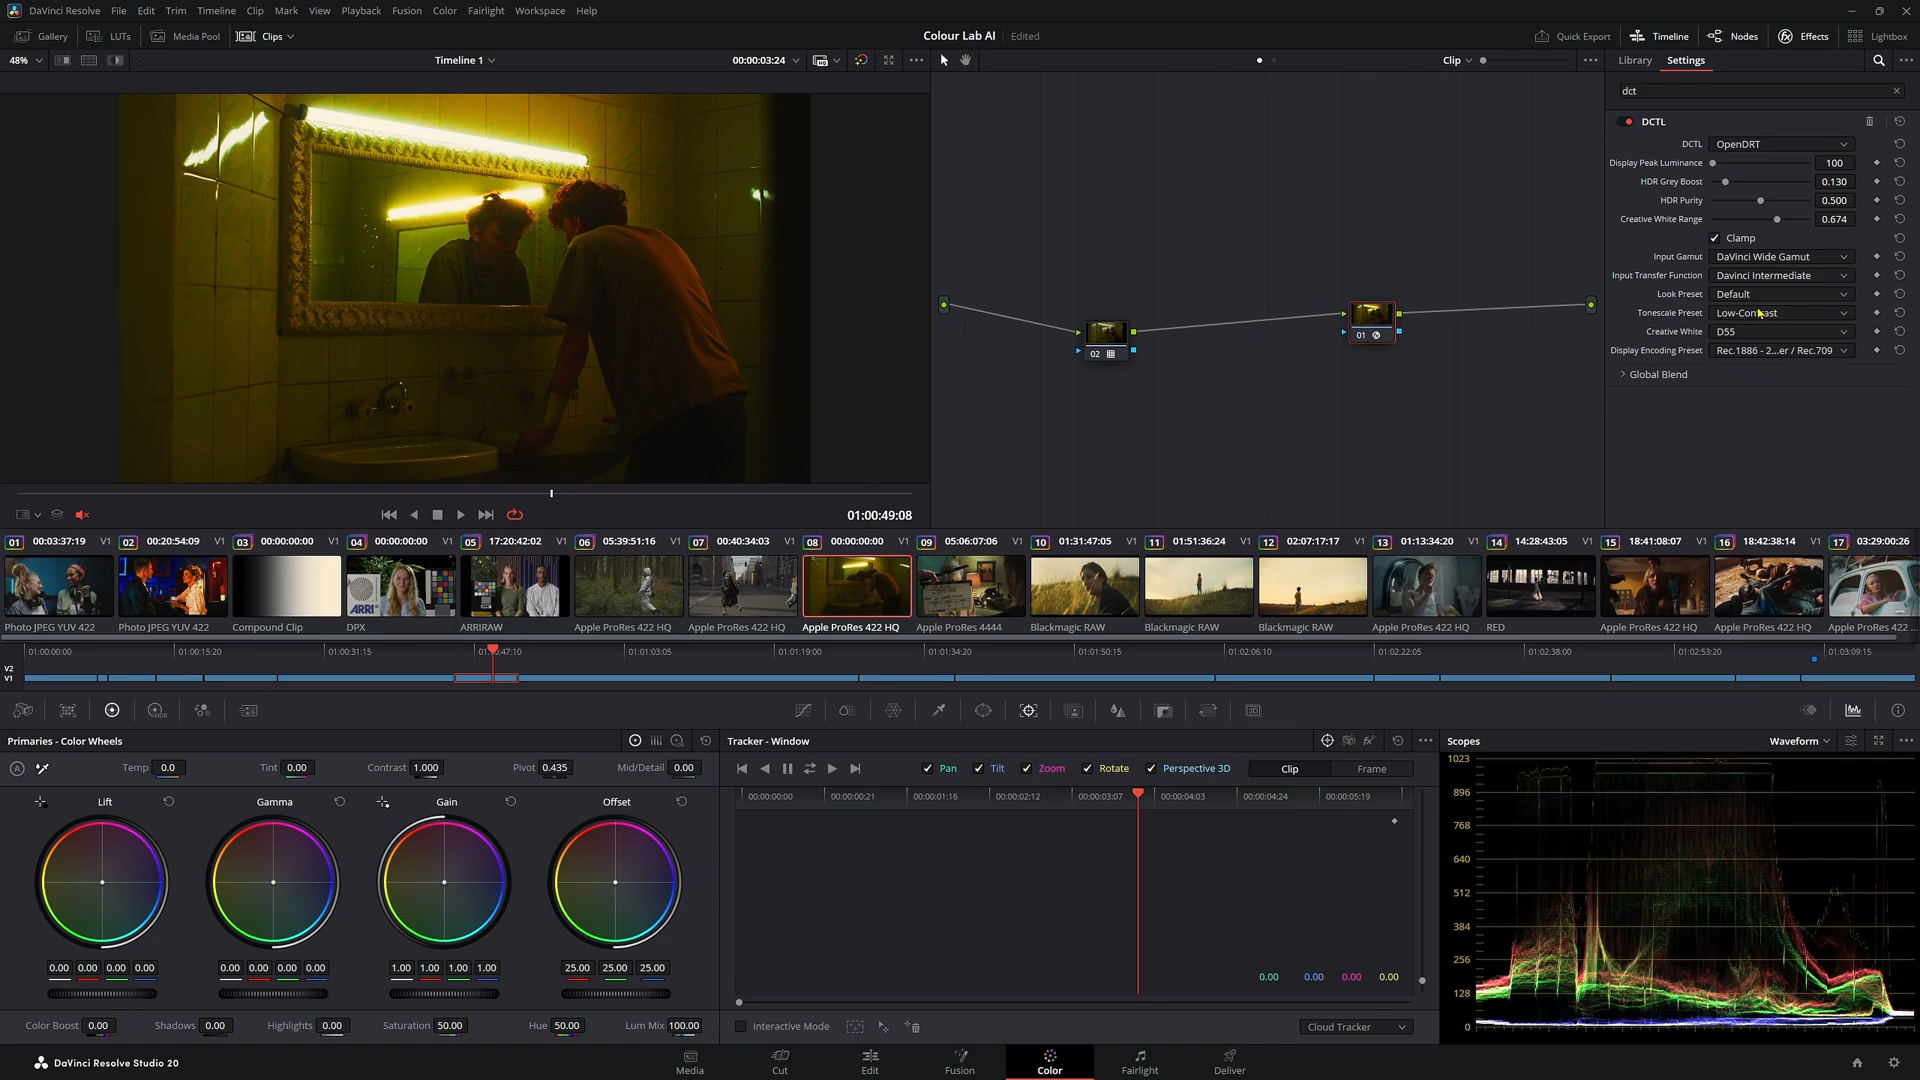 DaVinci Resolve File Edit Trim Timeline Clip Mark View Playback Fusion Color Fairlight Workspace Help
Gallery LUTs Media Pool Clips Colour Lab AI Edited Quick Export Timeline Nodes Effects Lightbox
48% Timeline 1 00:00:03:24 Clip Library Settings
dct
DCTL
DCTL OpenDRT
Display Peak Luminance 100
HDR Grey Boost 0.130
HDR Purity 0.500
Creative White Range 0.674
Clamp
Input Gamut DaVinci Wide Gamut
Input Transfer Function Davinci Intermediate
Look Preset Default
Tonescale Preset Low-Contrast
Creative White D55
Display Encoding Preset Rec.1886 - 2...er / Rec.709
Global Blend
02
01
01:00:49:08
01 00:03:37:19 V1 02 00:20:54:09 V1 03 00:00:00:00 V1 04 00:00:00:00 V1 05 17:20:42:02 V1 06 05:39:51:16 V1 07 00:40:34:03 V1 08 00:00:00:00 V1 09 05:06:07:06 V1 10 01:31:47:05 V1 11 01:51:36:24 V1 12 02:07:17:17 V1 13 01:13:34:20 V1 14 14:28:43:05 V1 15 18:41:08:07 V1 16 18:42:38:14 V1 17 03:29:00:26 V1
ARRI
Photo JPEG YUV 422 Photo JPEG YUV 422 Compound Clip DPX ARRIRAW Apple ProRes 422 HQ Apple ProRes 422 HQ Apple ProRes 422 HQ Apple ProRes 4444 Blackmagic RAW Blackmagic RAW Blackmagic RAW Apple ProRes 422 HQ RED Apple ProRes 422 HQ Apple ProRes 422 HQ Apple ProRes 422 ...
01:00:00:00 01:00:15:20 01:00:31:15 01:00:47:10 01:01:03:05 01:01:19:00 01:01:34:20 01:01:50:15 01:02:06:10 01:02:22:05 01:02:38:00 01:02:53:20 01:03:09:15
V2
V1
HDR
3D
Primaries - Color Wheels
Tracker - Window
Scopes Waveform
A Temp 0.0 Tint 0.00 Contrast 1.000 Pivot 0.435 Mid/Detail 0.00
Pan Tilt Zoom Rotate Perspective 3D Clip Frame
Lift Gamma Gain Offset
00:00:00:00 00:00:00:21 00:00:01:16 00:00:02:12 00:00:03:07 00:00:04:03 00:00:04:24 00:00:05:19
1023
896
768
640
512
384
256
128
0
0.00 0.00 0.00 0.00 0.00 0.00 0.00 0.00 1.00 1.00 1.00 1.00 25.00 25.00 25.00
0.00 0.00 0.00 0.00
Color Boost 0.00 Shadows 0.00 Highlights 0.00 Saturation 50.00 Hue 50.00 Lum Mix 100.00
Interactive Mode Cloud Tracker
DaVinci Resolve Studio 20
Media Cut Edit Fusion Color Fairlight Deliver